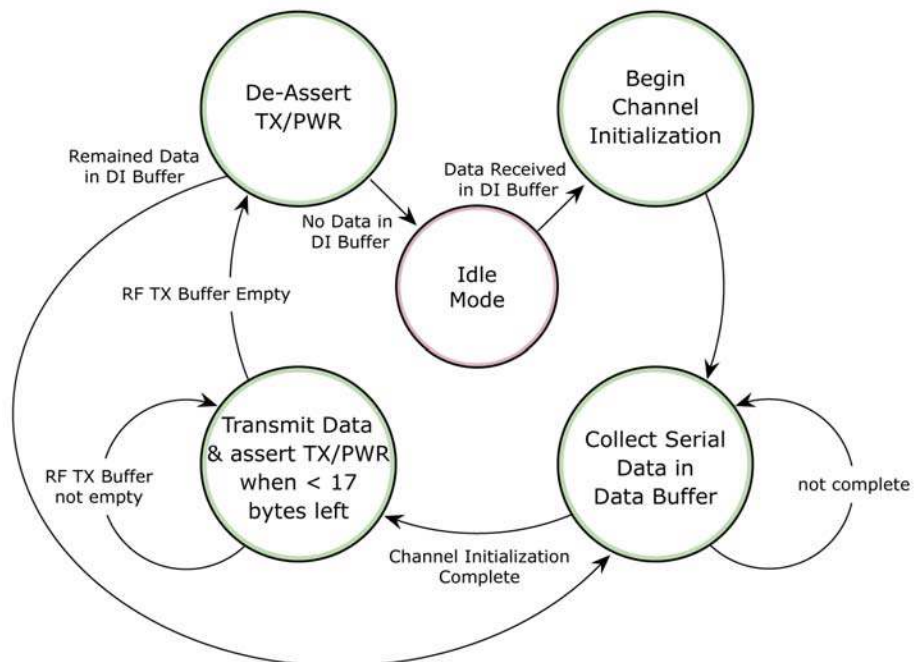 De-Assert
TX/PWR
Begin
Channel
Initialization
Remained Data
in DI Buffer
Data Received
in DI Buffer
No Data in
DI Buffer
Idle
Mode
RF TX Buffer Empty
Transmit Data
& assert TX/PWR
when < 17
bytes left
Collect Serial
Data in
Data Buffer
RF TX Buffer
not empty
not complete
Channel Initialization
Complete